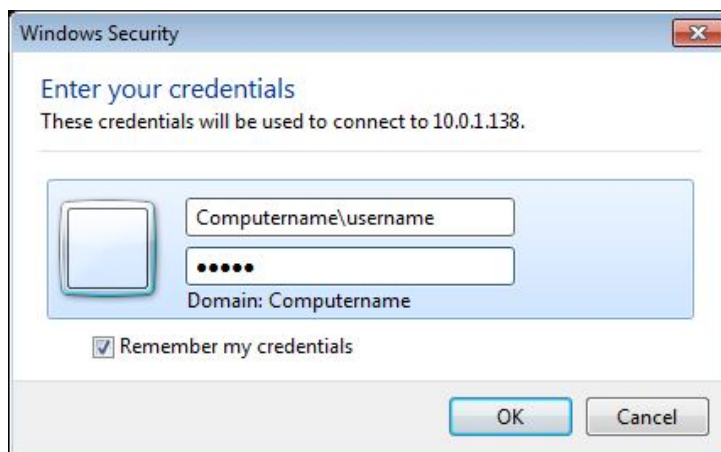 Windows Security
Enter your credentials
These credentials will be used to connect to 10.0.1.138.
Computername\username
●●●●●
Domain: Computername
Remember my credentials
OK Cancel